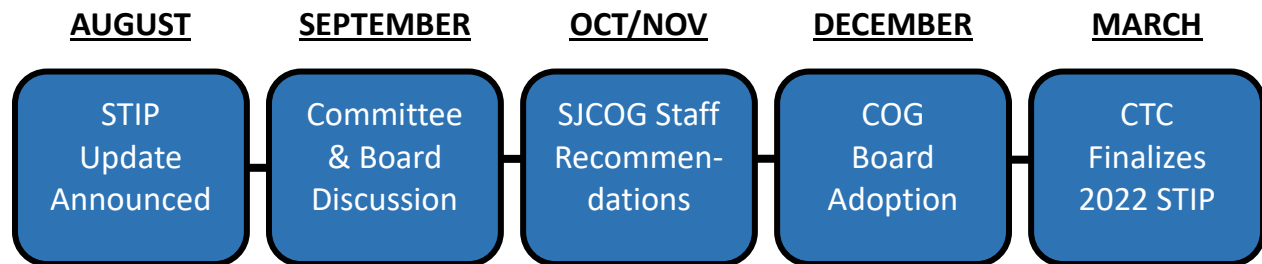 AUGUST
STIP
Update
Announced
SEPTEMBER
Committee
& Board
Discussion
OCT/NOV
SJCOG Staff
Recommen-
dations
DECEMBER
COG
Board
Adoption
MARCH
CTC
Finalizes
2022 STIP